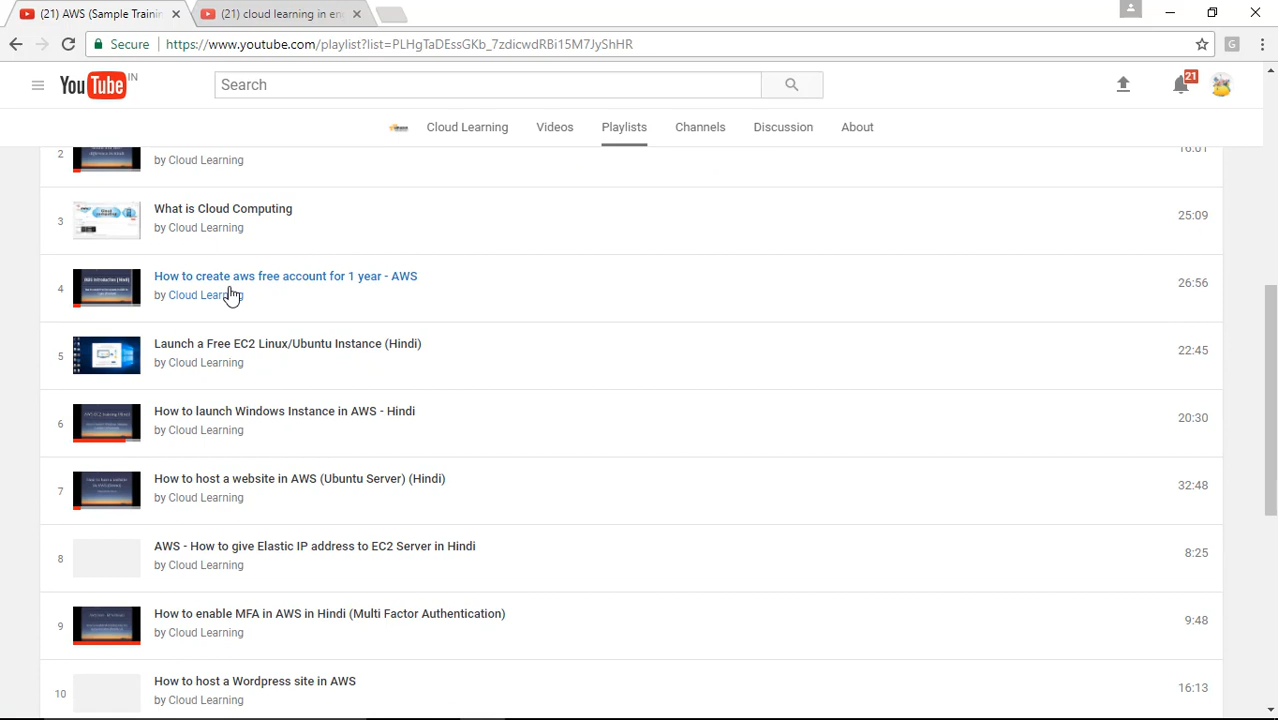 (21) AWS (Sample Trainin
(21) cloud learning in en
Secure https://www.youtube.com/playlist?list=PLHgTaDEssGKb_7zdicwdRBi15M7JyShHR
G
YouTube IN
Search
21
Cloud Learning Videos Playlists Channels Discussion About
2 by Cloud Learning 16:01
3 What is Cloud Computing 25:09
by Cloud Learning
4 How to create aws free account for 1 year - AWS 26:56
by Cloud Learning
5 Launch a Free EC2 Linux/Ubuntu Instance (Hindi) 22:45
by Cloud Learning
6 How to launch Windows Instance in AWS - Hindi 20:30
by Cloud Learning
7 How to host a website in AWS (Ubuntu Server) (Hindi) 32:48
by Cloud Learning
8 AWS - How to give Elastic IP address to EC2 Server in Hindi 8:25
by Cloud Learning
9 How to enable MFA in AWS in Hindi (Multi Factor Authentication) 9:48
by Cloud Learning
10 How to host a Wordpress site in AWS 16:13
by Cloud Learning